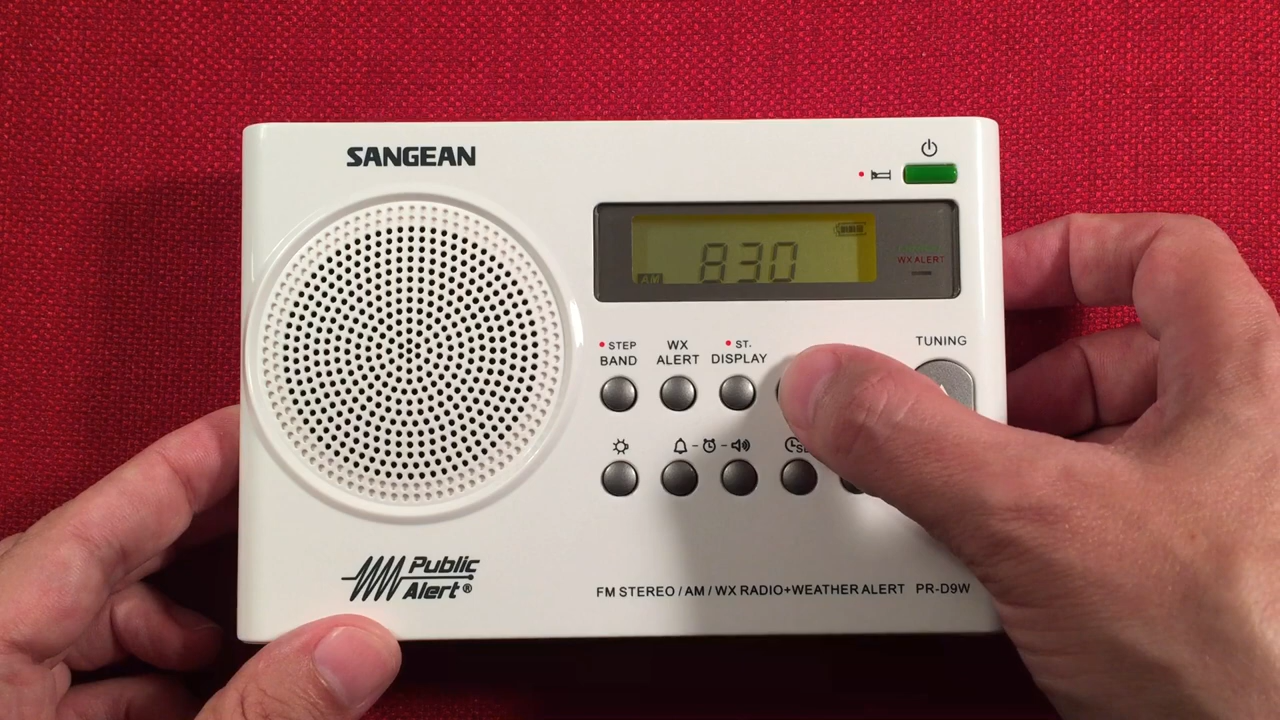 SANGEAN
AM 830
WX ALERT
STEP WX ST. TUNING
BAND ALERT DISPLAY
Public
Alert®
FM STEREO / AM / WX RADIO+WEATHER ALERT PR-D9W